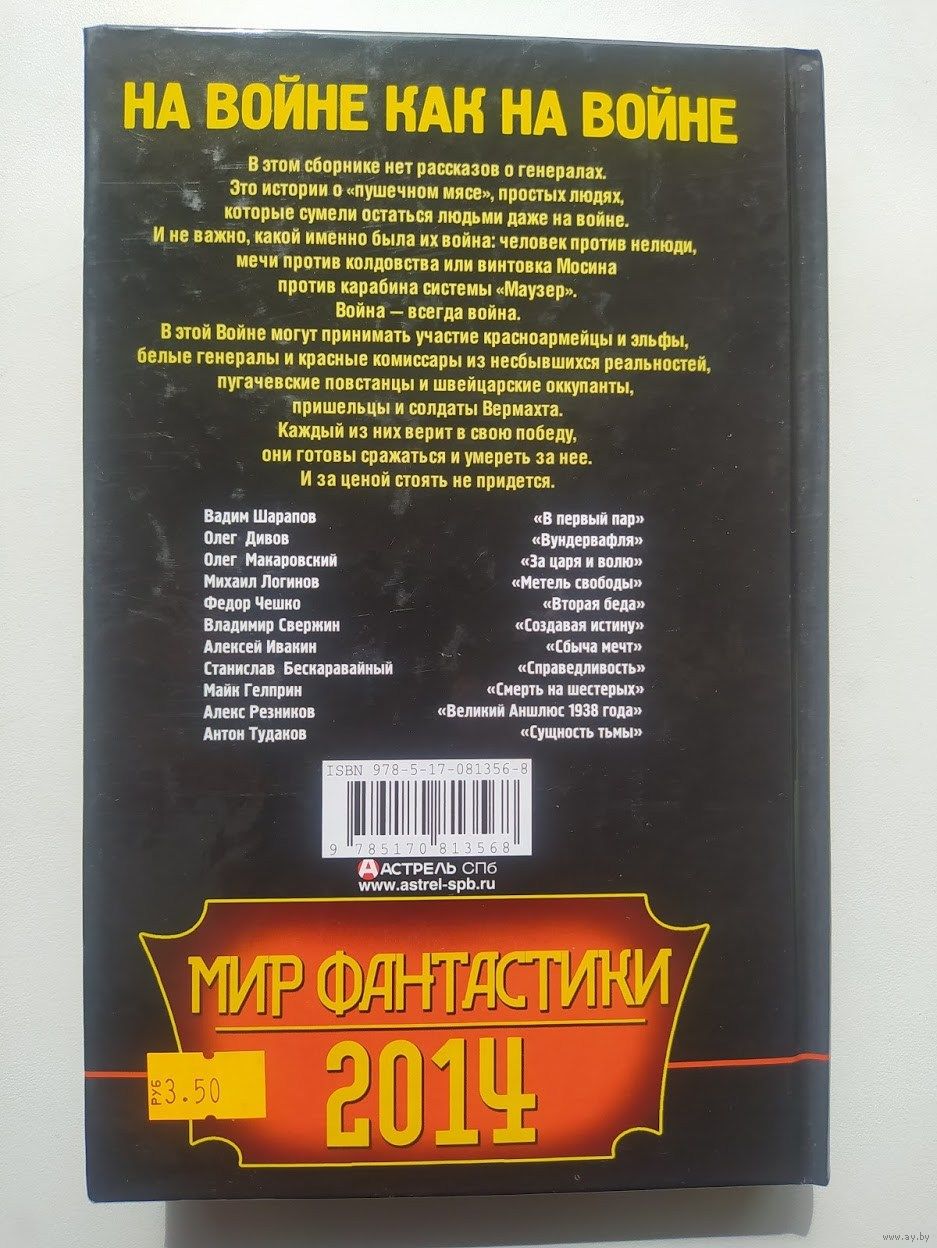 НА ВОЙНЕ КАК НА ВОЙНЕ
В этом сборнике нет рассказов о генералах.
Это истории о «пушечном мясе», простых людях,
которые сумели остаться людьми даже на войне.
И не важно, какой именно была их война: человек против нелюди,
мечи против колдовства или винтовка Мосина
против карабина системы «Маузер».
Война — всегда война.
В этой Войне могут принимать участие красноармейцы и эльфы,
белые генералы и красные комиссары из несбывшихся реальностей,
пугачевские повстанцы и швейцарские оккупанты,
пришельцы и солдаты Вермахта.
Каждый из них верит в свою победу,
они готовы сражаться и умереть за нее.
И за ценой стоять не придется.
Вадим Шарапов «В первый пар»
Олег Дивов «Вундервафля»
Олег Макаровский «За царя и волю»
Михаил Логинов «Метель свободы»
Федор Чешко «Вторая беда»
Владимир Свержин «Создавая истину»
Алексей Ивакин «Сбыча мечт»
Станислав Бескаравайный «Справедливость»
Майк Гелприн «Смерть на шестерых»
Алекс Резников «Великий Аншлюс 1938 года»
Антон Тудаков «Сущность тьмы»
ISBN 978-5-17-081356-8
9 785170 813568
АСТРЕЛЬ СПб
www.astrel-spb.ru
МИР ФАНТАСТИКИ
2014
РУБ 3.50
www.ay.by